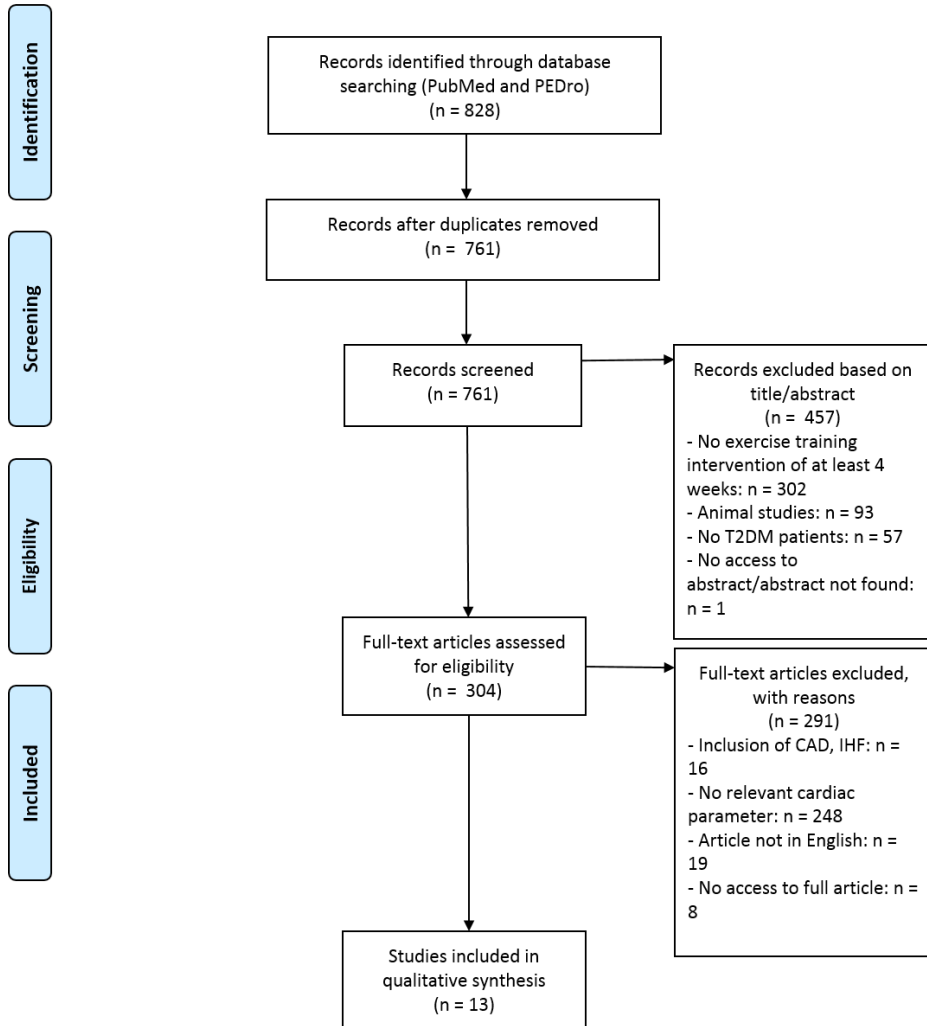 Identification
Records identified through database
searching (PubMed and PEDro)
(n = 828)
Records after duplicates removed
(n =  761)
Screening
Records screened
(n = 761)
Records excluded based on
title/abstract
(n =  457)
- No exercise training
intervention of at least 4
weeks: n = 302
- Animal studies: n = 93
- No T2DM patients: n = 57
- No access to
abstract/abstract not found:
n = 1
Eligibility
Full-text articles assessed
for eligibility
(n =  304)
Full-text articles excluded,
with reasons
(n = 291)
- Inclusion of CAD, IHF: n =
16
- No relevant cardiac
parameter: n = 248
- Article not in English: n =
19
- No access to full article: n =
8
Included
Studies included in
qualitative synthesis
(n = 13)